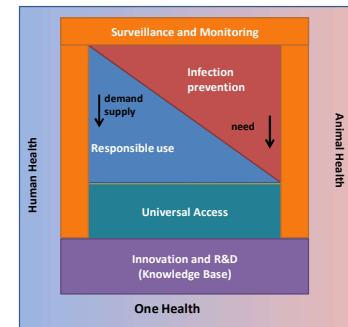 Surveillance and Monitoring
Infection
prevention
demand
supply
need
Responsible use
Human Health
Animal Health
Universal Access
Innovation and R&D
(Knowledge Base)
One Health